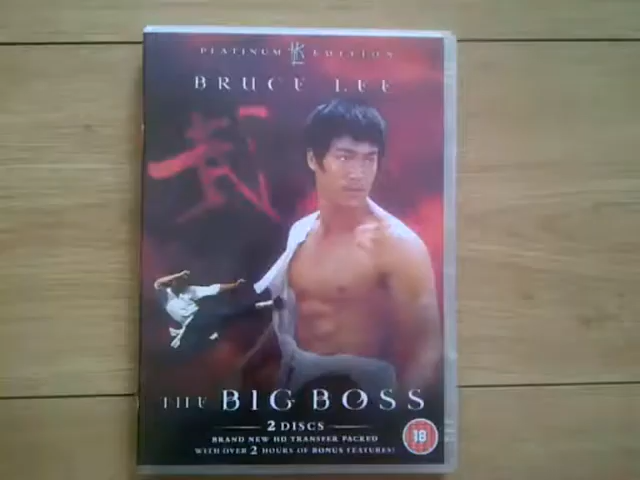 PLATINUM HK EDITION
BRUCE LEE
武
THE BIG BOSS
2 DISCS
BRAND NEW HD TRANSFER PACKED
WITH OVER 2 HOURS OF BONUS FEATURES!
18